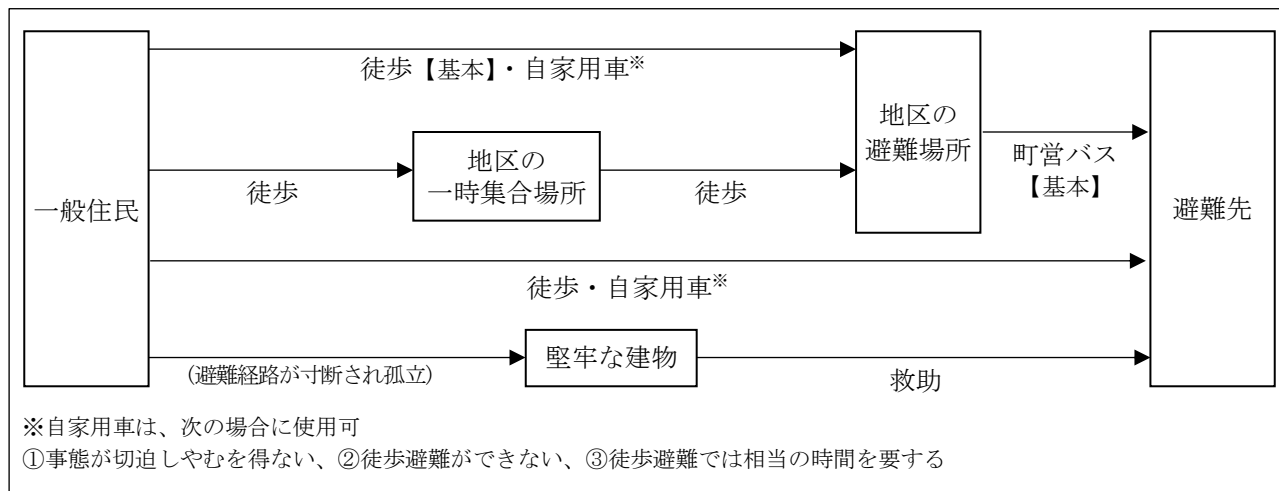 一般住民
徒歩【基本】・自家用車※
徒歩
地区の
一時集合場所
徒歩
地区の
避難場所
町営バス
【基本】
避難先
徒歩・自家用車※
(避難経路が寸断され孤立)
堅牢な建物
救助
※自家用車は、次の場合に使用可
①事態が切迫しやむを得ない、②徒歩避難ができない、③徒歩避難では相当の時間を要する